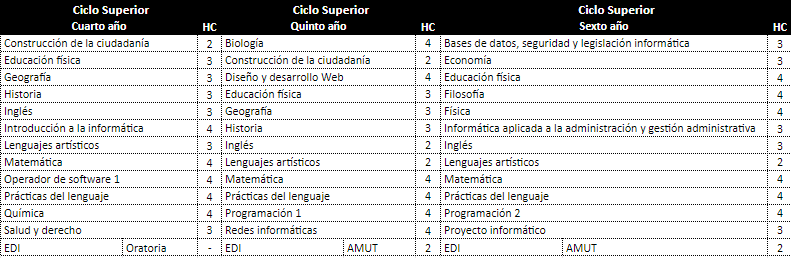 Ciclo Superior Ciclo Superior Ciclo Superior
Cuarto año HC Quinto año HC Sexto año HC
Construcción de la ciudadanía 2 Biología 4 Bases de datos, seguridad y legislación informática 3
Educación física 3 Construcción de la ciudadanía 2 Economía 3
Geografía 3 Diseño y desarrollo Web 4 Educación física 4
Historia 3 Educación física 3 Filosofía 4
Inglés 3 Geografía 3 Física 4
Introducción a la informática 4 Historia 3 Informática aplicada a la administración y gestión administrativa 3
Lenguajes artísticos 3 Inglés 2 Inglés 3
Matemática 4 Lenguajes artísticos 2 Lenguajes artísticos 2
Operador de software 1 4 Matemática 4 Matemática 4
Prácticas del lenguaje 4 Prácticas del lenguaje 4 Prácticas del lenguaje 4
Química 4 Programación 1 4 Programación 2 4
Salud y derecho 3 Redes informáticas 4 Proyecto informático 3
EDI Oratoria - EDI AMUT 2 EDI AMUT 2